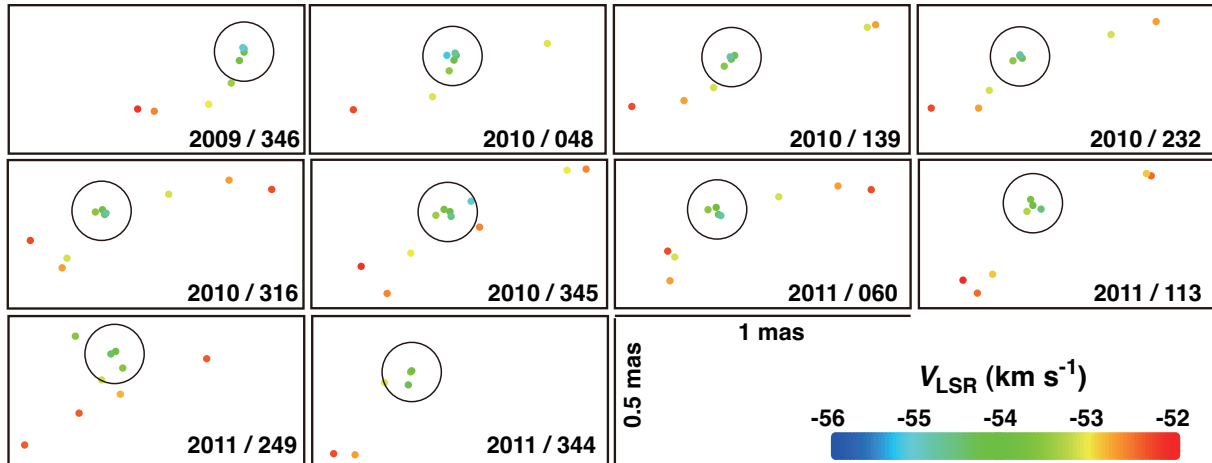 2009 / 346
2010 / 048
2010 / 139
2010 / 232
2010 / 316
2010 / 345
2011 / 060
2011 / 113
2011 / 249
2011 / 344
1 mas
0.5 mas
VLSR (km s-1)
-56 -55 -54 -53 -52